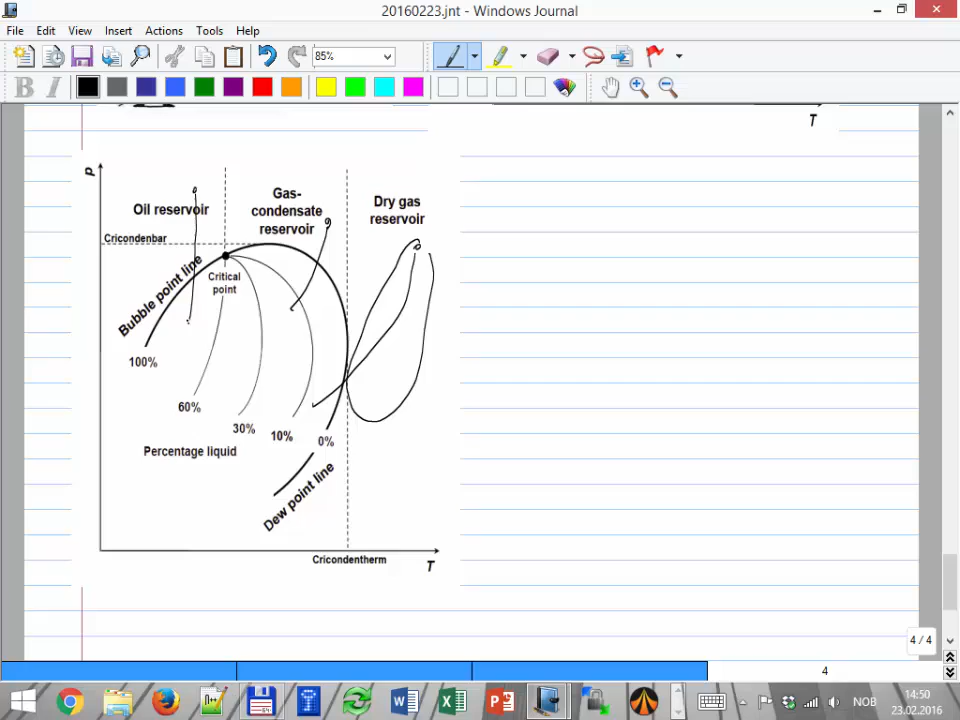 20160223.jnt - Windows Journal
File Edit View Insert Actions Tools Help
85%
B I
T
p
Oil reservoir
Gas-
condensate
reservoir
Dry gas
reservoir
Cricondenbar
Bubble point line
Critical
point
100%
60%
30%
10%
0%
Percentage liquid
Dew point line
Cricondentherm
T
4 / 4
4
NOB
14:50
23.02.2016